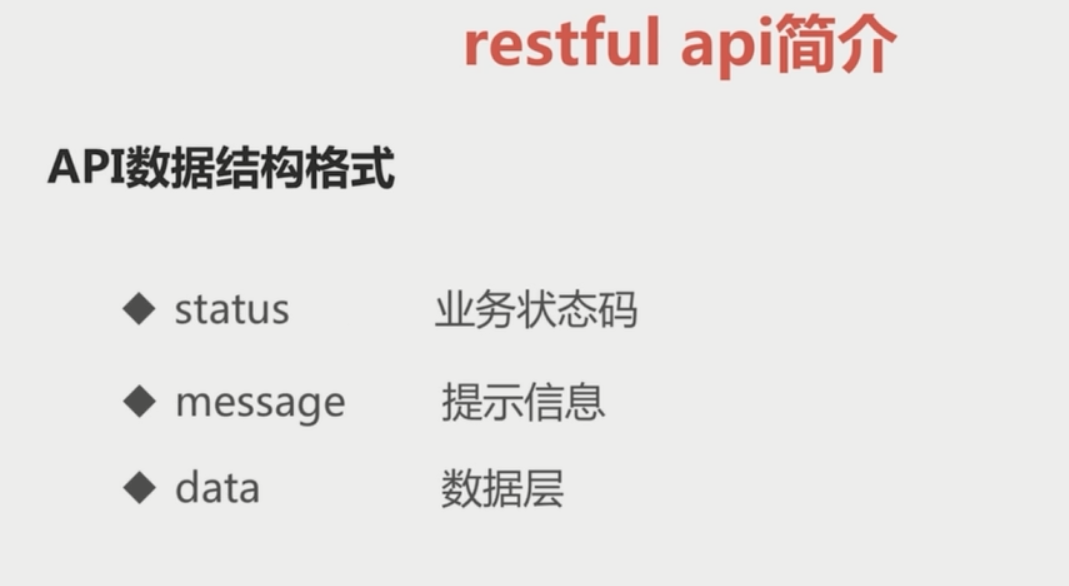 restful api简介
API数据结构格式
◆ status 业务状态码
◆ message 提示信息
◆ data 数据层